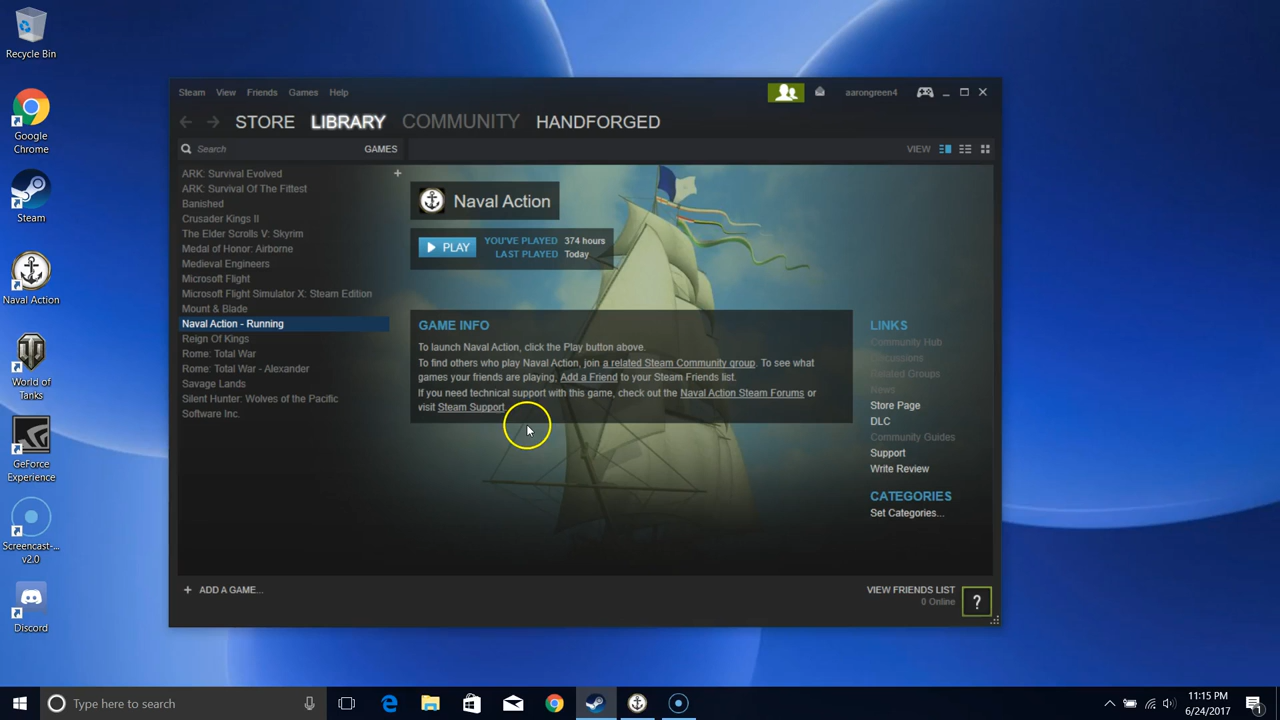 Recycle Bin
Google
Chrome
Steam
Naval Action
World of
Tanks
GeForce
Experience
Screencast-...
v2.0
Discord
Steam View Friends Games Help
aarongreen4
STORE LIBRARY COMMUNITY HANDFORGED
Search GAMES
VIEW
ARK: Survival Evolved
ARK: Survival Of The Fittest
Banished
Crusader Kings II
The Elder Scrolls V: Skyrim
Medal of Honor: Airborne
Medieval Engineers
Microsoft Flight
Microsoft Flight Simulator X: Steam Edition
Mount & Blade
Naval Action - Running
Reign Of Kings
Rome: Total War
Rome: Total War - Alexander
Savage Lands
Silent Hunter: Wolves of the Pacific
Software Inc.
+ ADD A GAME...
Naval Action
PLAY
YOU'VE PLAYED 374 hours
LAST PLAYED Today
GAME INFO
To launch Naval Action, click the Play button above.
To find others who play Naval Action, join a related Steam Community group. To see what
games your friends are playing, Add a Friend to your Steam Friends list.
If you need technical support with this game, check out the Naval Action Steam Forums or
visit Steam Support.
LINKS
Community Hub
Discussions
Related Groups
News
Store Page
DLC
Community Guides
Support
Write Review
CATEGORIES
Set Categories...
VIEW FRIENDS LIST
0 Online
?
Type here to search
11:15 PM
6/24/2017
1